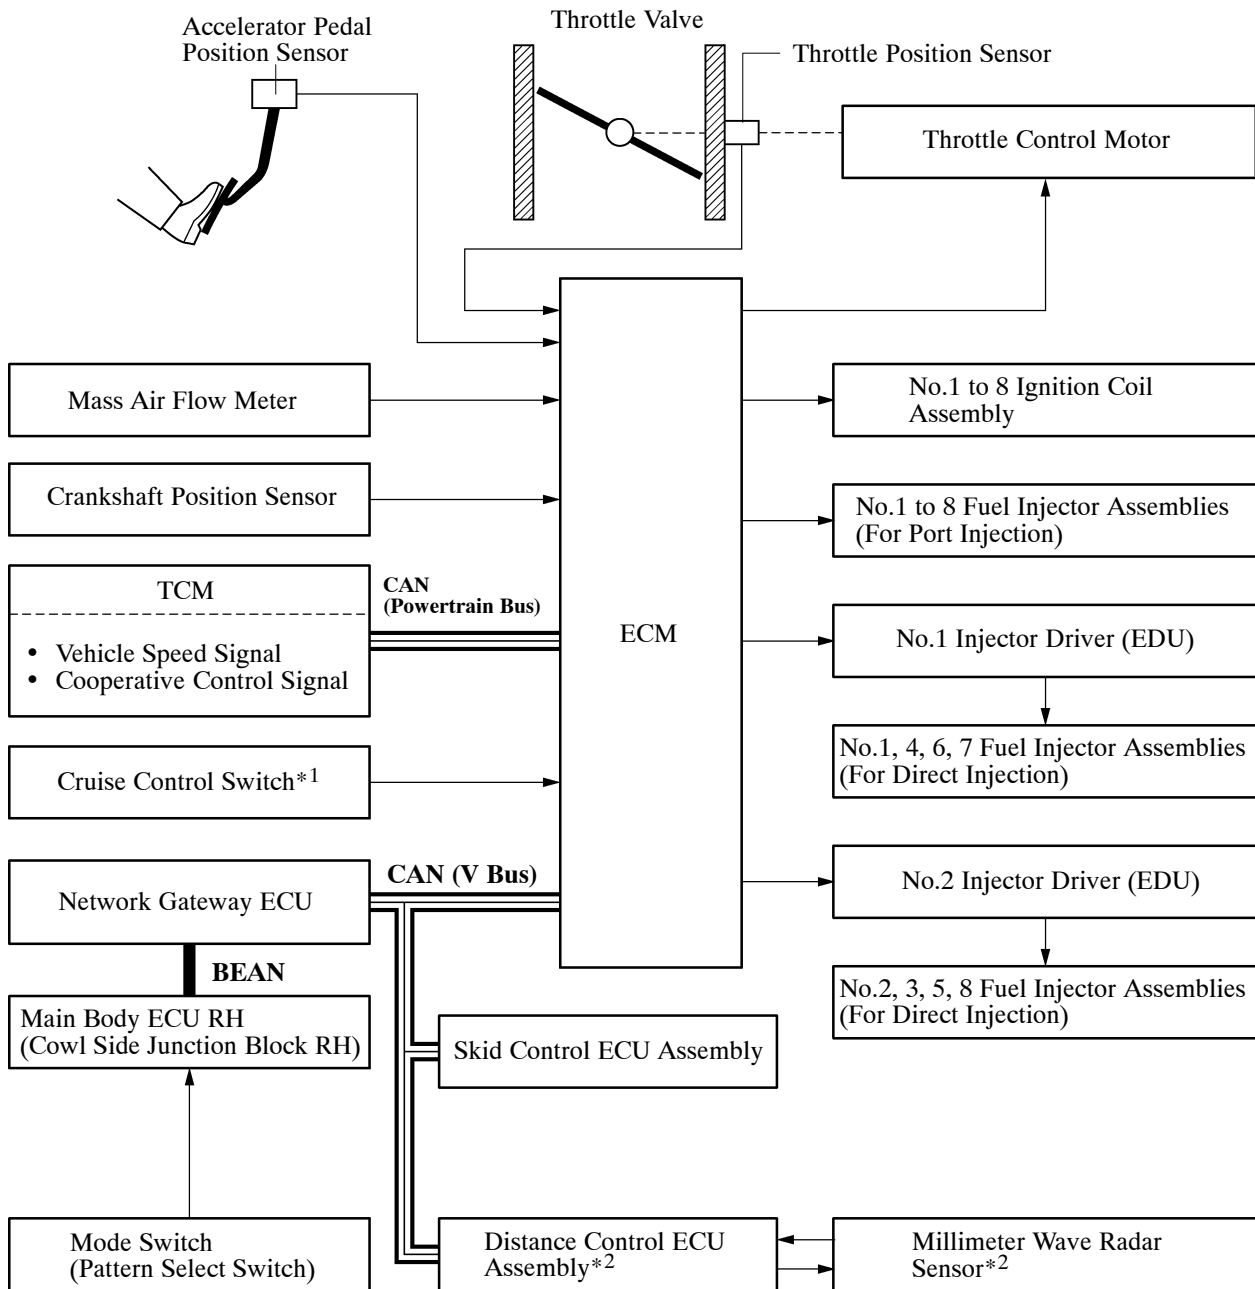 Accelerator Pedal
Position Sensor
Throttle Valve
Throttle Position Sensor
Throttle Control Motor
Mass Air Flow Meter
No.1 to 8 Ignition Coil
Assembly
Crankshaft Position Sensor
No.1 to 8 Fuel Injector Assemblies
(For Port Injection)
TCM
• Vehicle Speed Signal
• Cooperative Control Signal
CAN
(Powertrain Bus)
ECM
No.1 Injector Driver (EDU)
No.1, 4, 6, 7 Fuel Injector Assemblies
(For Direct Injection)
Cruise Control Switch*1
Network Gateway ECU
CAN (V Bus)
No.2 Injector Driver (EDU)
BEAN
No.2, 3, 5, 8 Fuel Injector Assemblies
(For Direct Injection)
Main Body ECU RH
(Cowl Side Junction Block RH)
Skid Control ECU Assembly
Mode Switch
(Pattern Select Switch)
Distance Control ECU
Assembly*2
Millimeter Wave Radar
Sensor*2